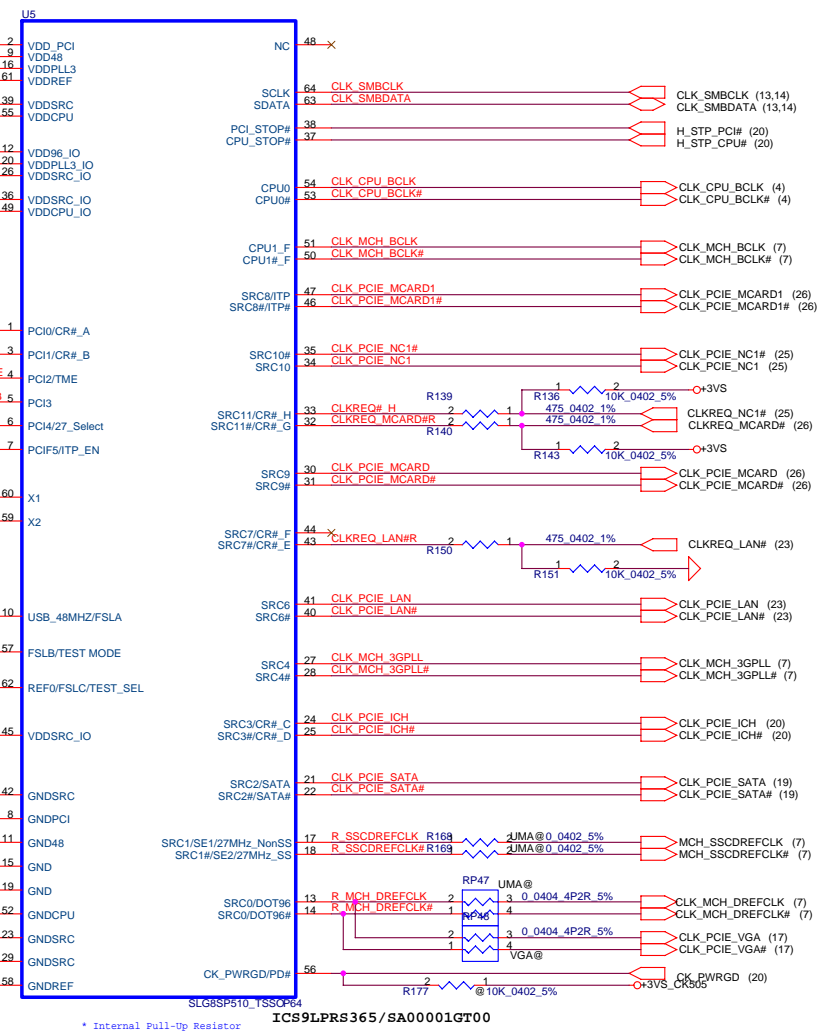 U5
2 VDD_PCI NC 48
9 VDD48
16 VDDPLL3
61 VDDREF
SCLK 64 CLK_SMBCLK CLK_SMBCLK (13,14)
39 VDDSRC SDATA 63 CLK_SMBDATA CLK_SMBDATA (13,14)
55 VDDCPU
PCI_STOP# 38 H_STP_PCI# (20)
CPU_STOP# 37 H_STP_CPU# (20)
12 VDD96_IO
20 VDDPLL3_IO
26 VDDSRC_IO
CPU0 54 CLK_CPU_BCLK CLK_CPU_BCLK (4)
36 VDDSRC_IO CPU0# 53 CLK_CPU_BCLK# CLK_CPU_BCLK# (4)
49 VDDCPU_IO
CPU1_F 51 CLK_MCH_BCLK CLK_MCH_BCLK (7)
CPU1#_F 50 CLK_MCH_BCLK# CLK_MCH_BCLK# (7)
SRC8/ITP 47 CLK_PCIE_MCARD1 CLK_PCIE_MCARD1 (26)
SRC8#/ITP# 46 CLK_PCIE_MCARD1# CLK_PCIE_MCARD1# (26)
1 PCI0/CR#_A
3 PCI1/CR#_B SRC10# 35 CLK_PCIE_NC1# CLK_PCIE_NC1# (25)
SRC10 34 CLK_PCIE_NC1 CLK_PCIE_NC1 (25)
4 PCI2/TME
R139 R136 1 2 10K_0402_5% +3VS
5 PCI3
SRC11/CR#_H 33 CLKREQ#_H 2 1 475_0402_1% CLKREQ_NC1# (25)
6 PCI4/27_Select SRC11#/CR#_G 32 CLKREQ_MCARD#R 2 1 475_0402_1% CLKREQ_MCARD# (26)
R140
7 PCIF5/ITP_EN R143 1 2 10K_0402_5% +3VS
SRC9 30 CLK_PCIE_MCARD CLK_PCIE_MCARD (26)
SRC9# 31 CLK_PCIE_MCARD# CLK_PCIE_MCARD# (26)
60 X1
59 X2
SRC7/CR#_F 44
SRC7#/CR#_E 43 CLKREQ_LAN#R R150 2 1 475_0402_1% CLKREQ_LAN# (23)
R151 1 2 10K_0402_5%
SRC6 41 CLK_PCIE_LAN CLK_PCIE_LAN (23)
10 USB_48MHZ/FSLA SRC6# 40 CLK_PCIE_LAN# CLK_PCIE_LAN# (23)
57 FSLB/TEST MODE
SRC4 27 CLK_MCH_3GPLL CLK_MCH_3GPLL (7)
SRC4# 28 CLK_MCH_3GPLL# CLK_MCH_3GPLL# (7)
62 REF0/FSLC/TEST_SEL
SRC3/CR#_C 24 CLK_PCIE_ICH CLK_PCIE_ICH (20)
45 VDDSRC_IO SRC3#/CR#_D 25 CLK_PCIE_ICH# CLK_PCIE_ICH# (20)
SRC2/SATA 21 CLK_PCIE_SATA CLK_PCIE_SATA (19)
42 GNDSRC SRC2#/SATA# 22 CLK_PCIE_SATA# CLK_PCIE_SATA# (19)
8 GNDPCI
11 GND48 SRC1/SE1/27MHz_NonSS 17 R_SSCDREFCLK R168 2 UMA@0_0402_5% MCH_SSCDREFCLK (7)
SRC1#/SE2/27MHz_SS 18 R_SSCDREFCLK# R169 2 UMA@0_0402_5% MCH_SSCDREFCLK# (7)
15 GND
19 GND RP47 UMA@
SRC0/DOT96 13 R_MCH_DREFCLK 2 3 0_0404_4P2R_5% CLK_MCH_DREFCLK (7)
52 GNDCPU SRC0/DOT96# 14 R_MCH_DREFCLK# 1 4 CLK_MCH_DREFCLK# (7)
RP48
23 GNDSRC 2 3 0_0404_4P2R_5% CLK_PCIE_VGA (17)
1 4 CLK_PCIE_VGA# (17)
VGA@
29 GNDSRC
CK_PWRGD/PD# 56 CK_PWRGD (20)
58 GNDREF R177 2 1 @10K_0402_5% +3VS_CK505
SLG8SP510_TSSOP64
ICS9LPRS365/SA00001GT00
* Internal Pull-Up Resistor